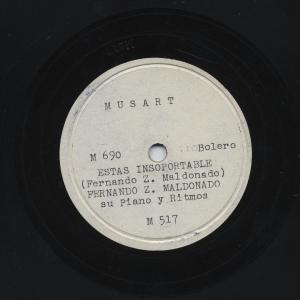 MUSART
M 690 Bolero
ESTAS INSOPORTABLE
(Fernando Z. Maldonado)
FERNANDO Z. MALDONADO
su Piano y Ritmos
M 517